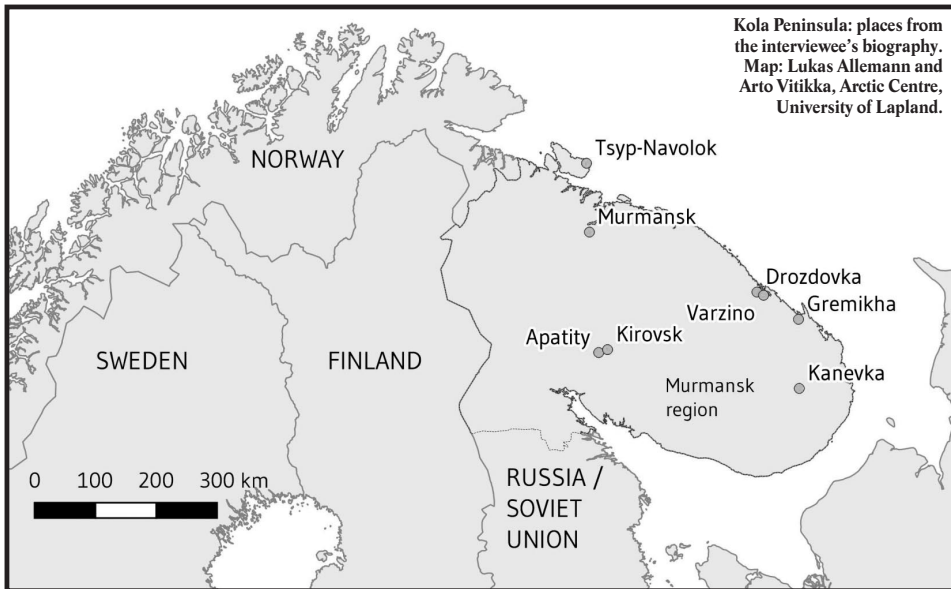 Kola Peninsula: places from
the interviewee’s biography.
Map: Lukas Allemann and
Arto Vitikka, Arctic Centre,
University of Lapland.
Tsyp-Navolok
NORWAY
Murmansk
Drozdovka
Varzino
Gremikha
Apatity
Kirovsk
SWEDEN
FINLAND
Kanevka
Murmansk
region
0 100 200 300 km
RUSSIA /
SOVIET
UNION